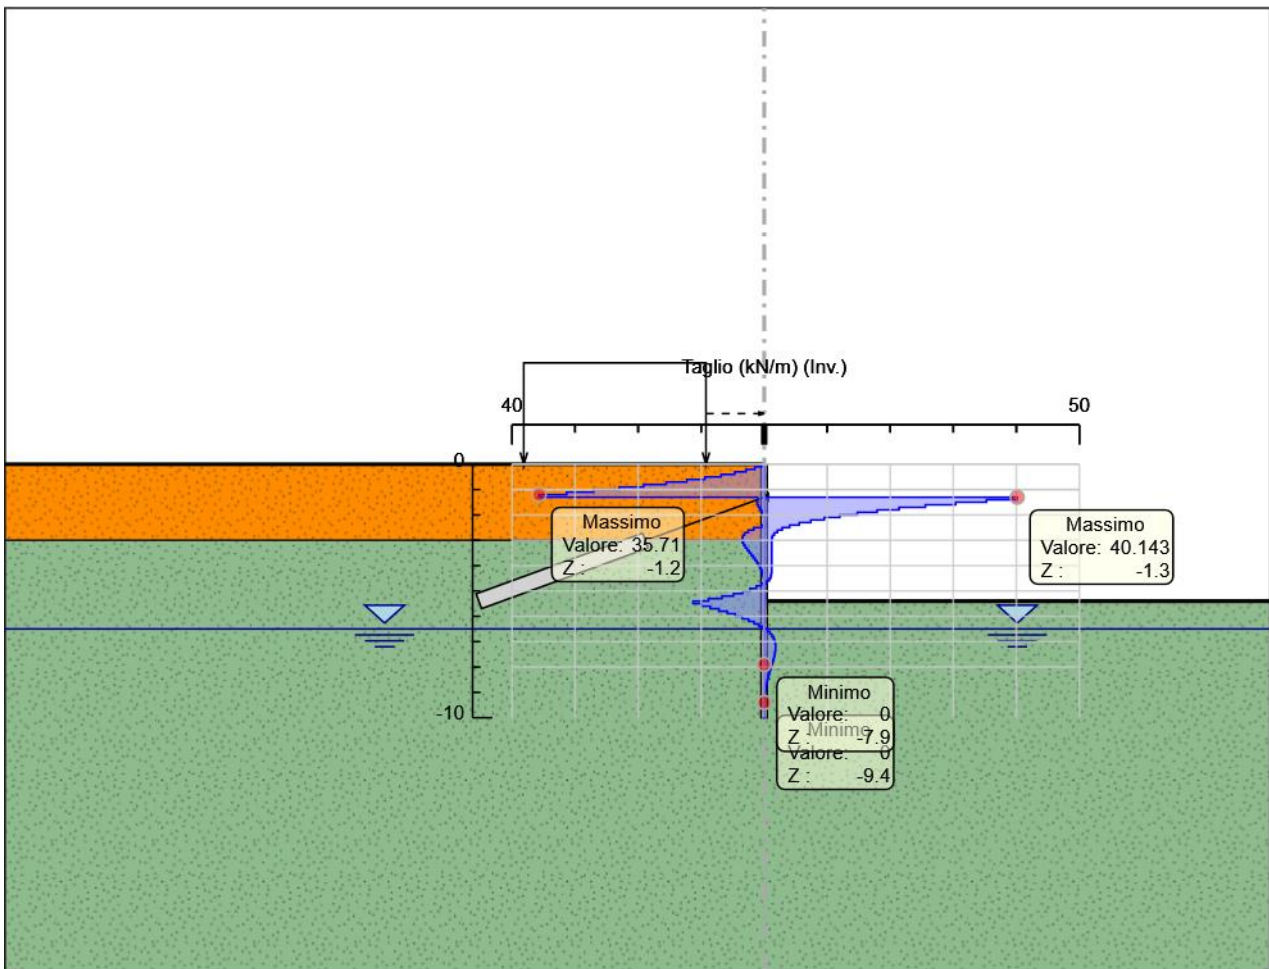 Taglio (kN/m) (Inv.)
40
50
0
Massimo
Valore: 35.71
Z : -1.2
Massimo
Valore: 40.143
Z : -1.3
-10
Minimo
Valore: 0
Z : -7.9
Minimo
Valore: 0
Z : -9.4